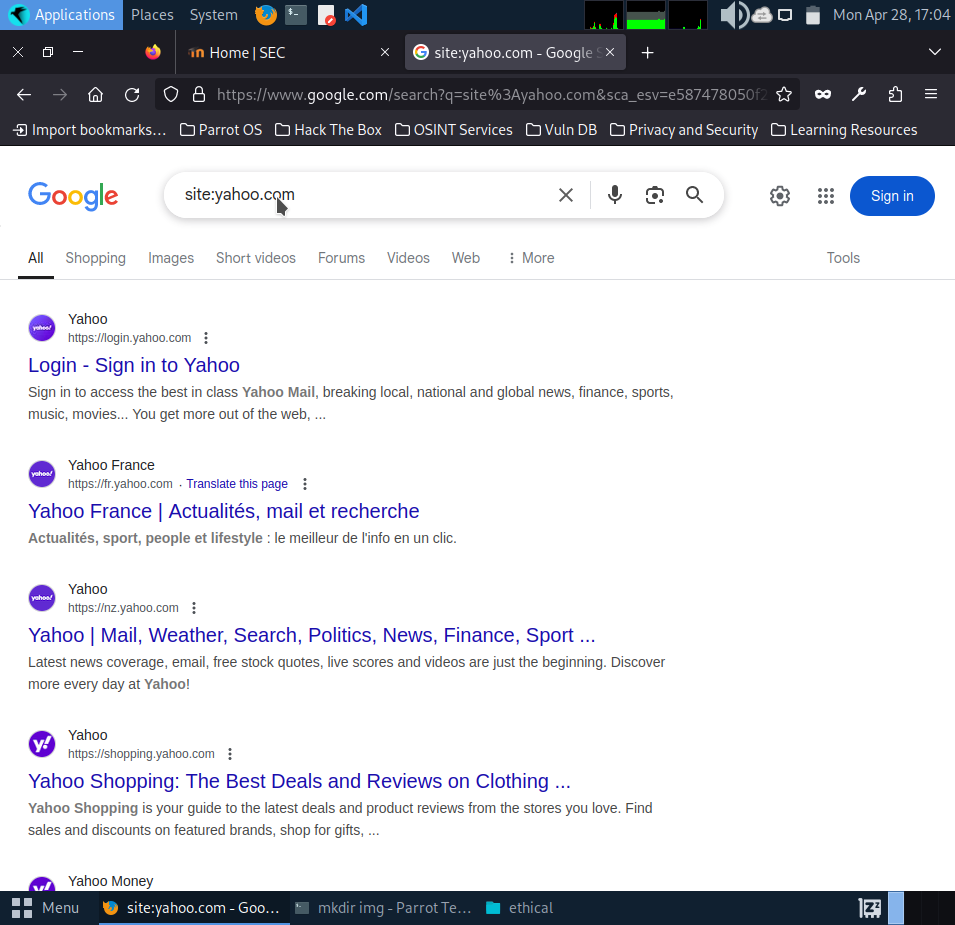 Applications Places System Mon Apr 28, 17:04
Home | SEC site:yahoo.com - Google S
https://www.google.com/search?q=site%3Ayahoo.com&sca_esv=e587478050f2
Import bookmarks… Parrot OS Hack The Box OSINT Services Vuln DB Privacy and Security Learning Resources
Google site:yahoo.com Sign in
All Shopping Images Short videos Forums Videos Web More Tools
yahoo!
Yahoo
https://login.yahoo.com
Login - Sign in to Yahoo
Sign in to access the best in class Yahoo Mail, breaking local, national and global news, finance, sports,
music, movies... You get more out of the web, ...
yahoo!
Yahoo France
https://fr.yahoo.com · Translate this page
Yahoo France | Actualités, mail et recherche
Actualités, sport, people et lifestyle : le meilleur de l'info en un clic.
yahoo!
Yahoo
https://nz.yahoo.com
Yahoo | Mail, Weather, Search, Politics, News, Finance, Sport ...
Latest news coverage, email, free stock quotes, live scores and videos are just the beginning. Discover
more every day at Yahoo!
y!
Yahoo
https://shopping.yahoo.com
Yahoo Shopping: The Best Deals and Reviews on Clothing ...
Yahoo Shopping is your guide to the latest deals and product reviews from the stores you love. Find
sales and discounts on featured brands, shop for gifts, ...
y!
Yahoo Money
Menu site:yahoo.com - Goo… mkdir img - Parrot Te… ethical